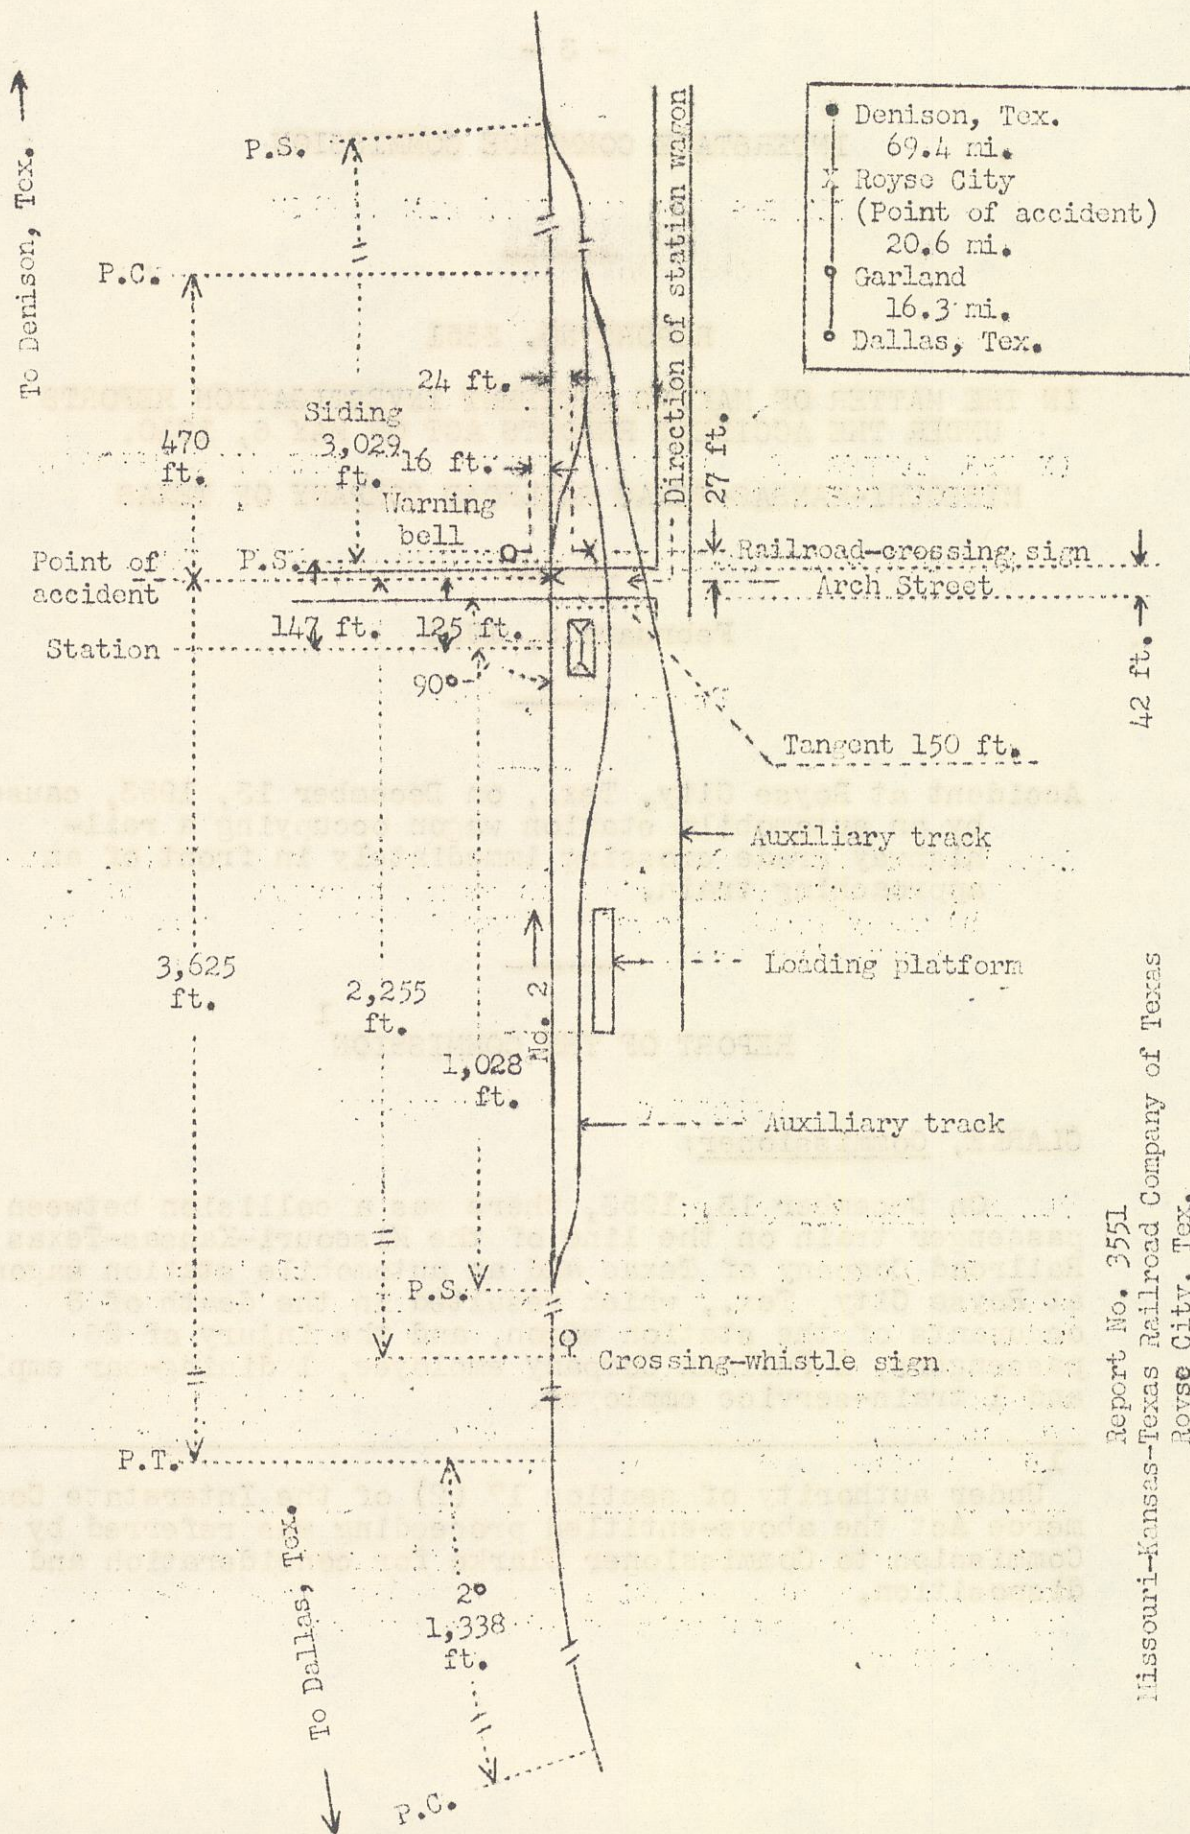 To Denison, Tex.
P.S.
P.C.
Direction of station wagon
Denison, Tex.
69.4 mi.
Royse City
(Point of accident)
20.6 mi.
Garland
16.3 mi.
Dallas, Tex.
24 ft.
Siding
3,029
ft.
470
ft.
16 ft.
27 ft.
Warning
bell
Point of
accident
P.S.
Railroad-crossing sign
Arch Street
147 ft.
125 ft.
Station
90°
42 ft.
Tangent 150 ft.
Auxiliary track
3,625
ft.
2,255
ft.
No. 2
Loading platform
1,028
ft.
Auxiliary track
P.S.
Crossing-whistle sign
P.T.
2°
1,338
ft.
To Dallas, Tex.
P.C.
Report No. 3551
Missouri-Kansas-Texas Railroad Company of Texas
Royse City, Tex.